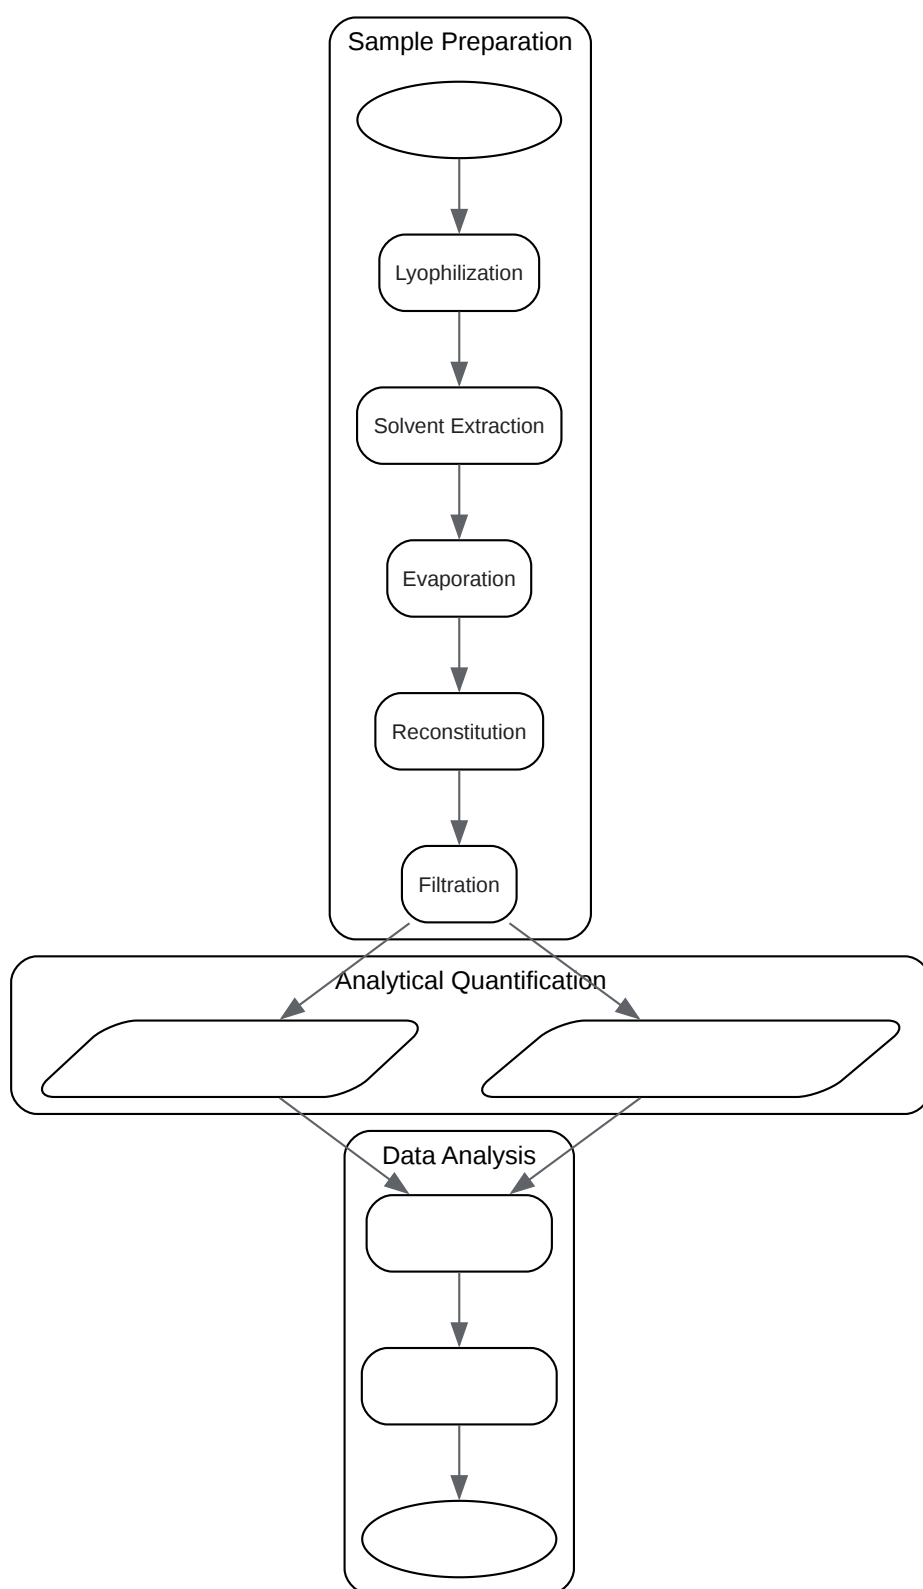 Sample Preparation
Lyophilization
Solvent Extraction
Evaporation
Reconstitution
Filtration
Analytical Quantification
Data Analysis